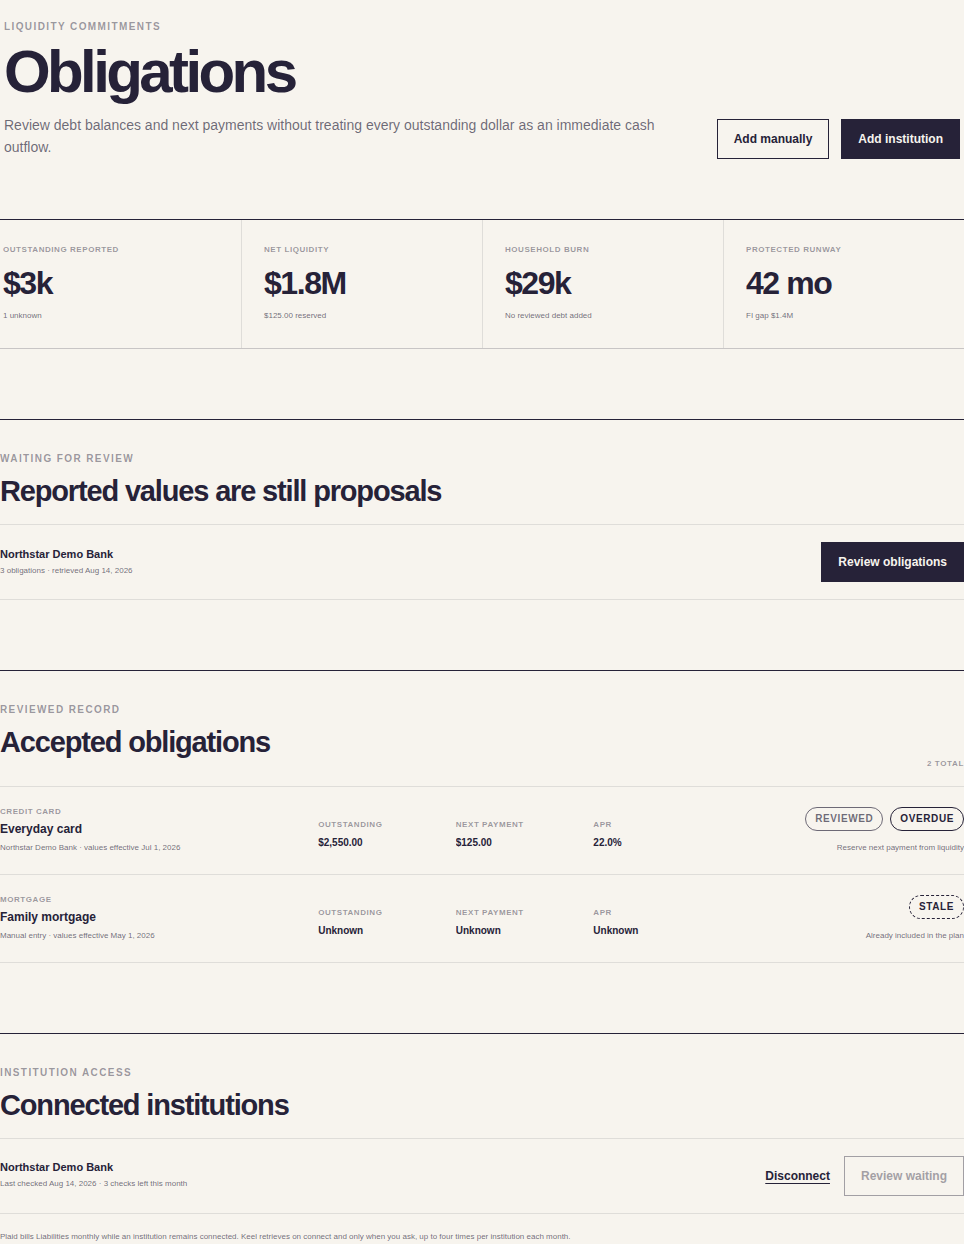 LIQUIDITY COMMITMENTS
Obligations
Review debt balances and next payments without treating every outstanding dollar as an immediate cash
outflow.
Add manually
Add institution
OUTSTANDING REPORTED
$3k
1 unknown
NET LIQUIDITY
$1.8M
$125.00 reserved
HOUSEHOLD BURN
$29k
No reviewed debt added
PROTECTED RUNWAY
42 mo
FI gap $1.4M
WAITING FOR REVIEW
Reported values are still proposals
Northstar Demo Bank
3 obligations · retrieved Aug 14, 2026
Review obligations
REVIEWED RECORD
Accepted obligations
2 TOTAL
CREDIT CARD
Everyday card
Northstar Demo Bank · values effective Jul 1, 2026
OUTSTANDING
$2,550.00
NEXT PAYMENT
$125.00
APR
22.0%
REVIEWED
OVERDUE
Reserve next payment from liquidity
MORTGAGE
Family mortgage
Manual entry · values effective May 1, 2026
OUTSTANDING
Unknown
NEXT PAYMENT
Unknown
APR
Unknown
STALE
Already included in the plan
INSTITUTION ACCESS
Connected institutions
Northstar Demo Bank
Last checked Aug 14, 2026 · 3 checks left this month
Disconnect
Review waiting
Plaid bills Liabilities monthly while an institution remains connected. Keel retrieves on connect and only when you ask, up to four times per institution each month.